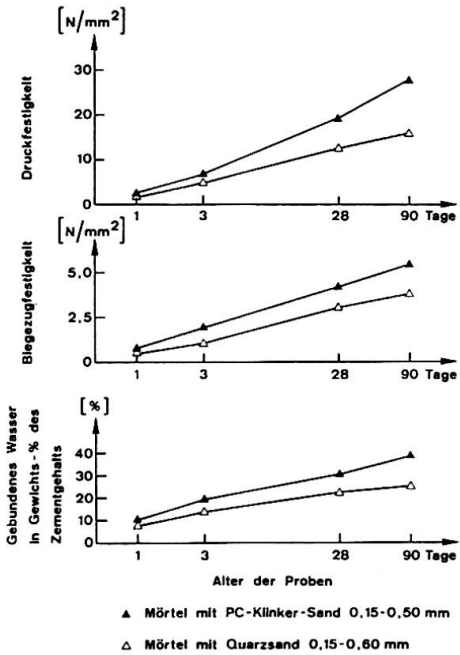 [N/mm²]
Druckfestigkeit
30
20
10
0
1 3 28 90 Tage
[N/mm²]
Biegezugfestigkeit
5,0
2,5
0
1 3 28 90 Tage
[%]
Gebundenes Wasser
in Gewichts-% des
Zementgehalts
40
30
20
10
0
1 3 28 90 Tage
Alter der Proben
▲ Mörtel mit PC-Klinker-Sand 0,15-0,50 mm
△ Mörtel mit Quarzsand 0,15-0,60 mm